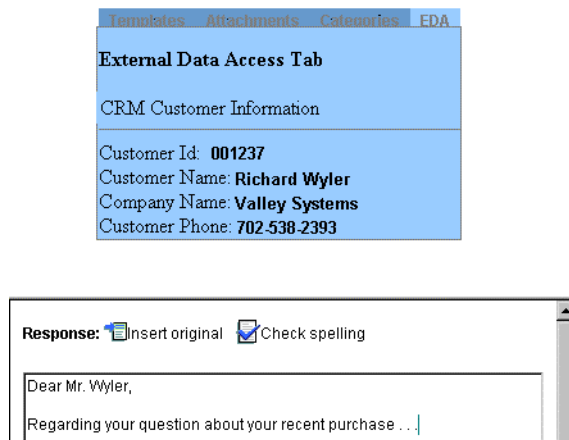 Templates Attachments Categories EDA
External Data Access Tab
CRM Customer Information
Customer Id: 001237
Customer Name: Richard Wyler
Company Name: Valley Systems
Customer Phone: 702-538-2393
Response: Insert original Check spelling
Dear Mr. Wyler,
Regarding your question about your recent purchase . . .